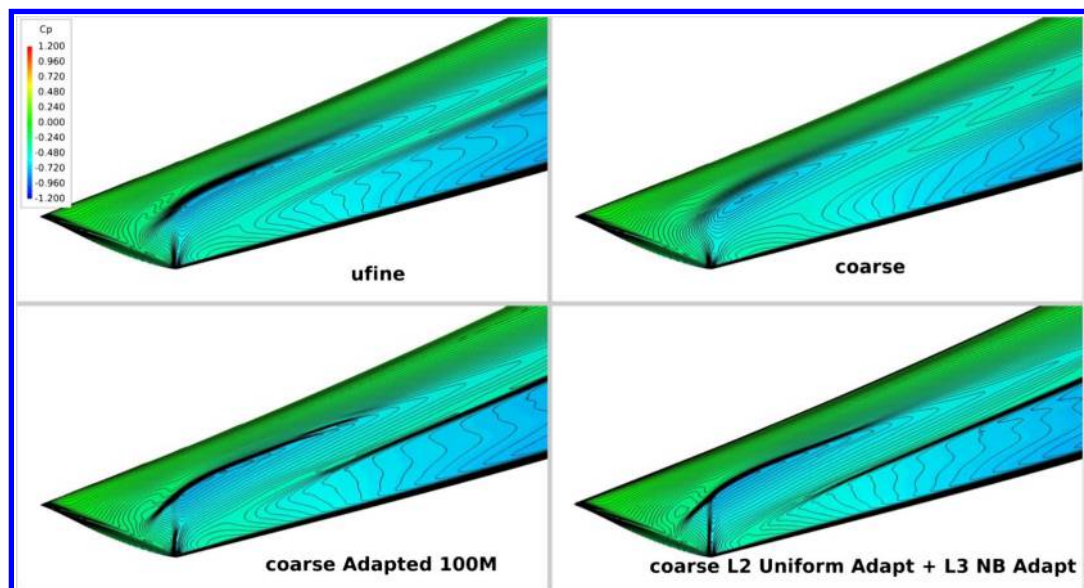 Cp
1.200
0.960
0.720
0.480
0.240
0.000
-0.240
-0.480
-0.720
-0.960
-1.200
ufine
coarse
coarse Adapted 100M
coarse L2 Uniform Adapt + L3 NB Adapt